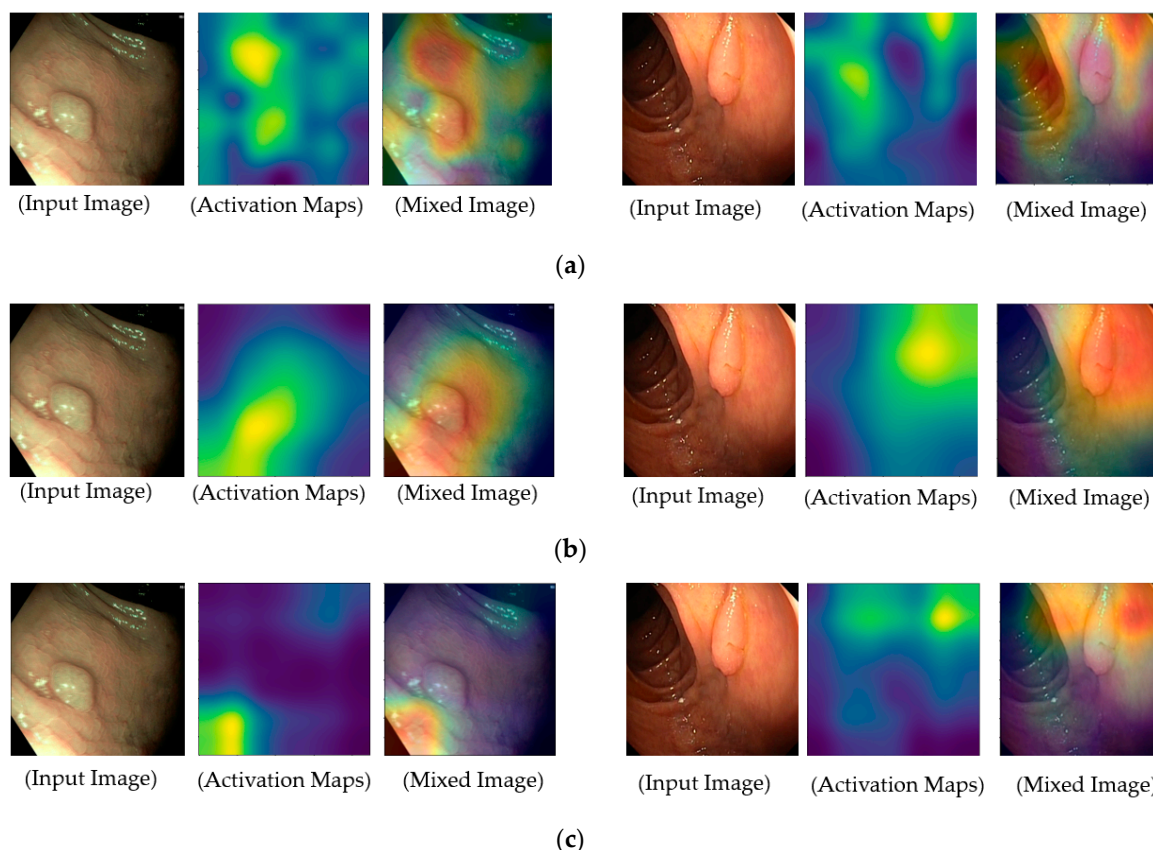 (Input Image) (Activation Maps) (Mixed Image) (Input Image) (Activation Maps) (Mixed Image)
(a)
(Input Image) (Activation Maps) (Mixed Image) (Input Image) (Activation Maps) (Mixed Image)
(b)
(Input Image) (Activation Maps) (Mixed Image) (Input Image) (Activation Maps) (Mixed Image)
(c)